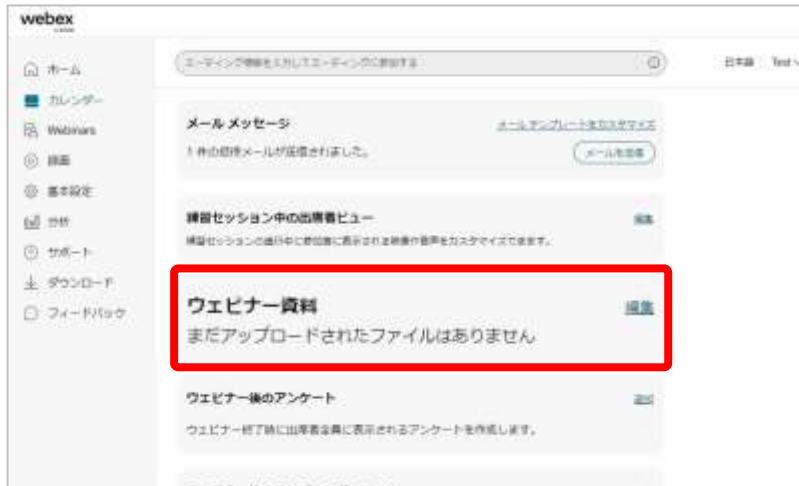 webex
ホーム
カレンダー
Webinars
録画
基本設定
分析
サポート
ダウンロード
フィードバック
ミーティング情報を入力してミーティングに参加する
日本語
Test
メール メッセージ
メール テンプレートをカスタマイズ
1 件の招待メールが送信されました。
練習セッション中の出席者ビュー
編集
練習セッションの進行中に参加者に表示される映像や音声をカスタマイズできます。
ウェビナー資料
編集
まだアップロードされたファイルはありません
ウェビナー後のアンケート
ウェビナー終了時に出席者全員に表示されるアンケートを作成します。